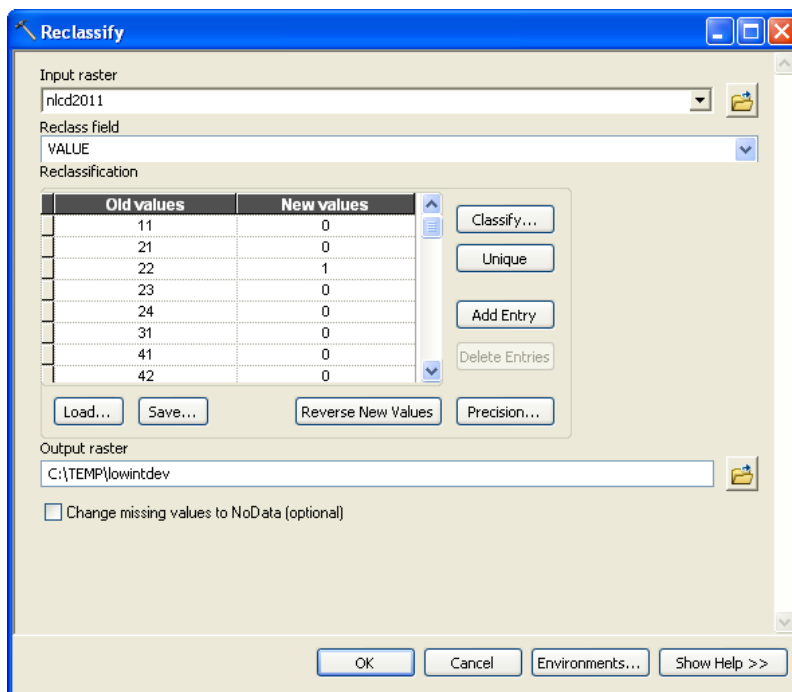 Reclassify
Input raster
nlcd2011
Reclass field
VALUE
Reclassification
Old values New values
11 0
21 0
22 1
23 0
24 0
31 0
41 0
42 0
Classify...
Unique
Add Entry
Delete Entries
Load... Save... Reverse New Values Precision...
Output raster
C:\TEMP\lowintdev
Change missing values to NoData (optional)
OK Cancel Environments... Show Help >>